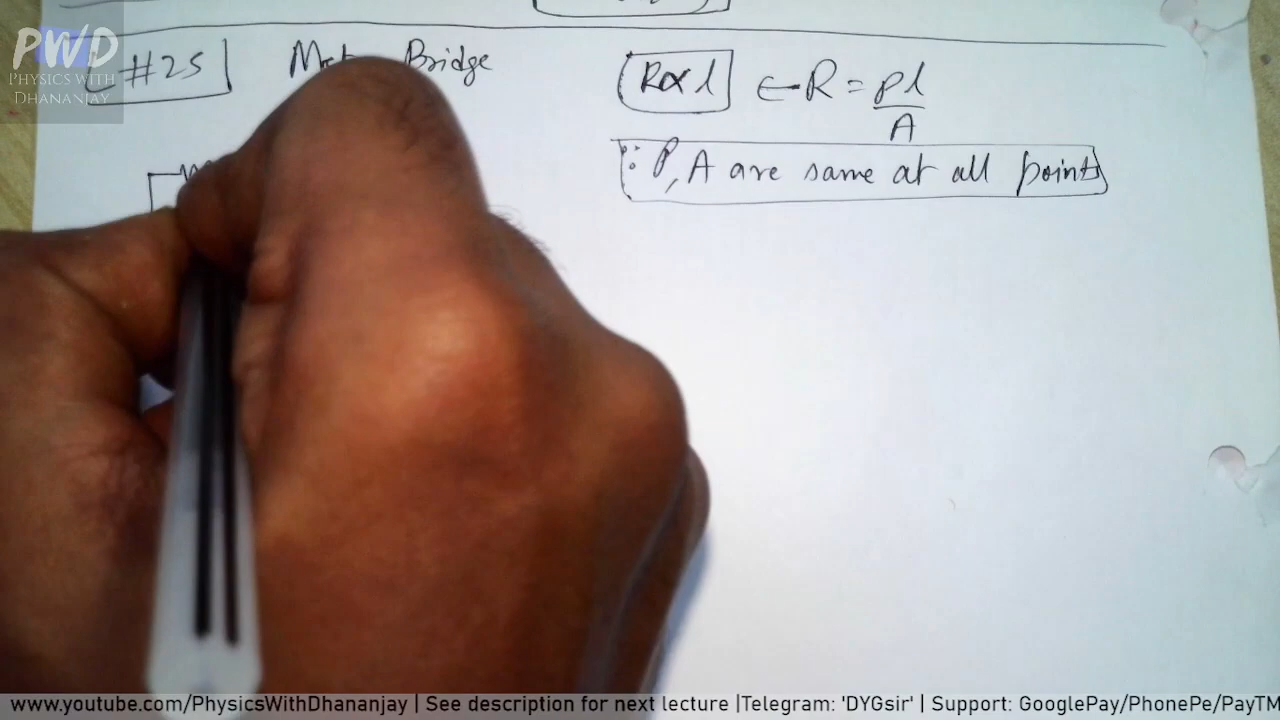 PWD
PHYSICS WITH
DHANANJAY
#25
Bridge
R∝l ← R = ρl
A
∵ ρ, A are same at all points
www.youtube.com/PhysicsWithDhananjay | See description for next lecture |Telegram: 'DYGsir' | Support: GooglePay/PhonePe/PayTM